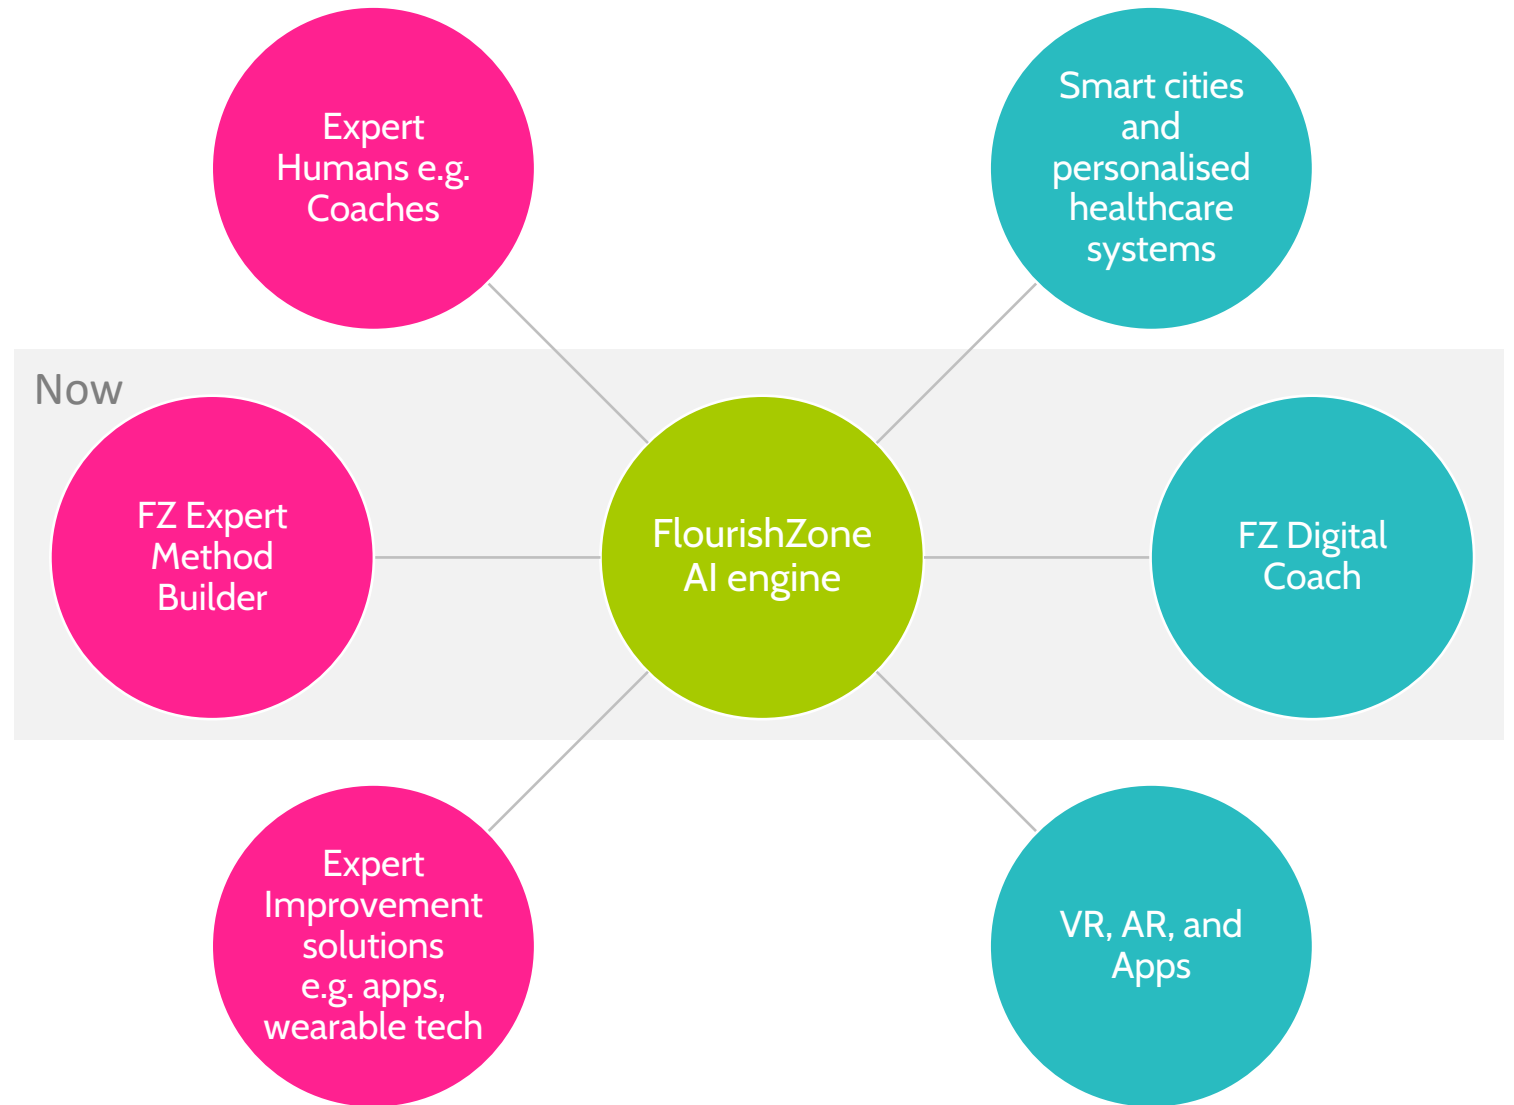 Expert
Humans e.g.
Coaches
Smart cities
and
personalised
healthcare
systems
Now
FZ Expert
Method
Builder
FlourishZone
AI engine
FZ Digital
Coach
Expert
Improvement
solutions
e.g. apps,
wearable tech
VR, AR, and
Apps